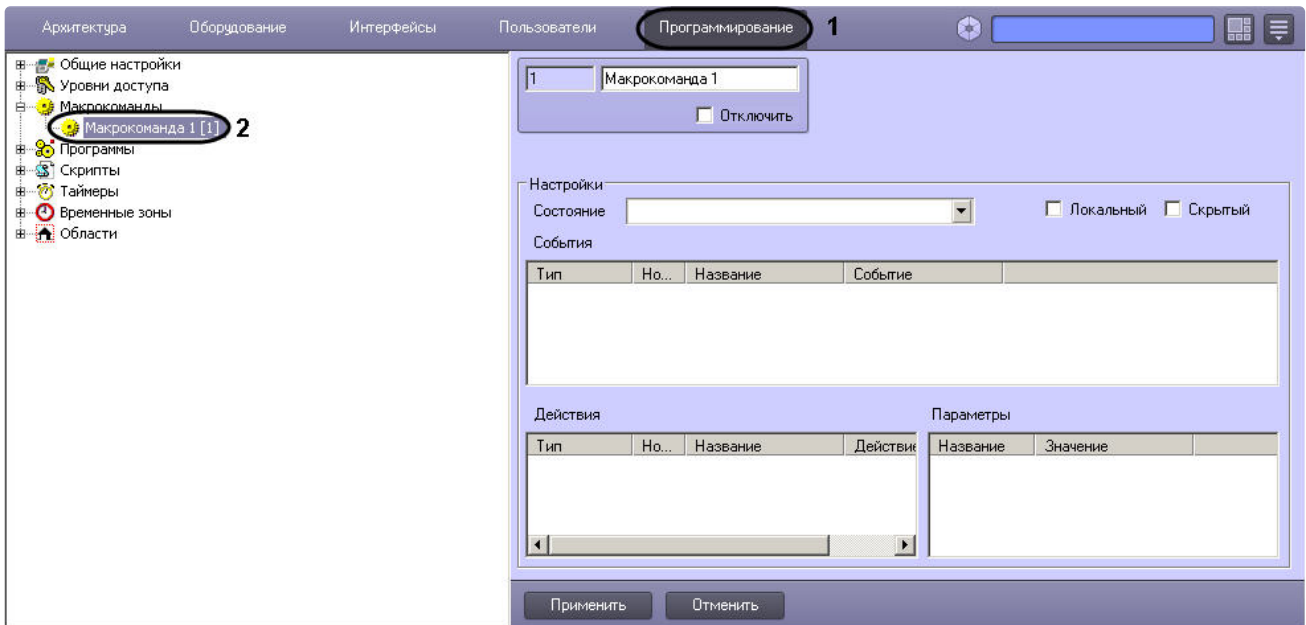 Архитектура Оборудование Интерфейсы Пользователи Программирование 1
Общие настройки
Уровни доступа
Макрокоманды
Макрокоманда 1 [1] 2
Программы
Скрипты
Таймеры
Временные зоны
Области
1 Макрокоманда 1
Отключить
Настройки
Состояние Локальный Скрытый
События
Тип Но... Название Событие
Действия Параметры
Тип Но... Название Действие Название Значение
Применить Отменить